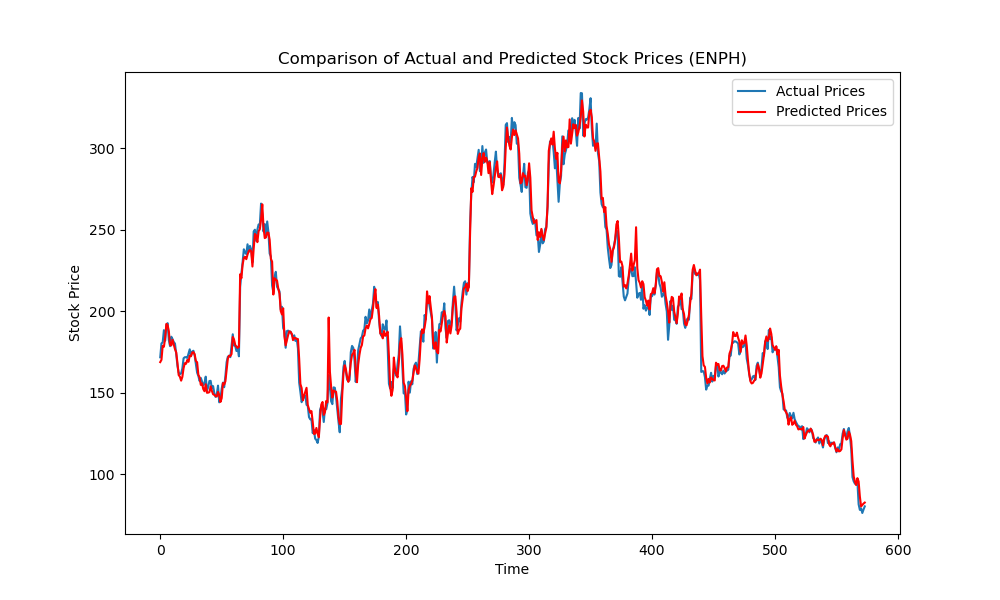 Comparison of Actual and Predicted Stock Prices (ENPH)
Actual Prices
Predicted Prices
300
250
200
150
100
Stock Price
0 100 200 300 400 500 600
Time